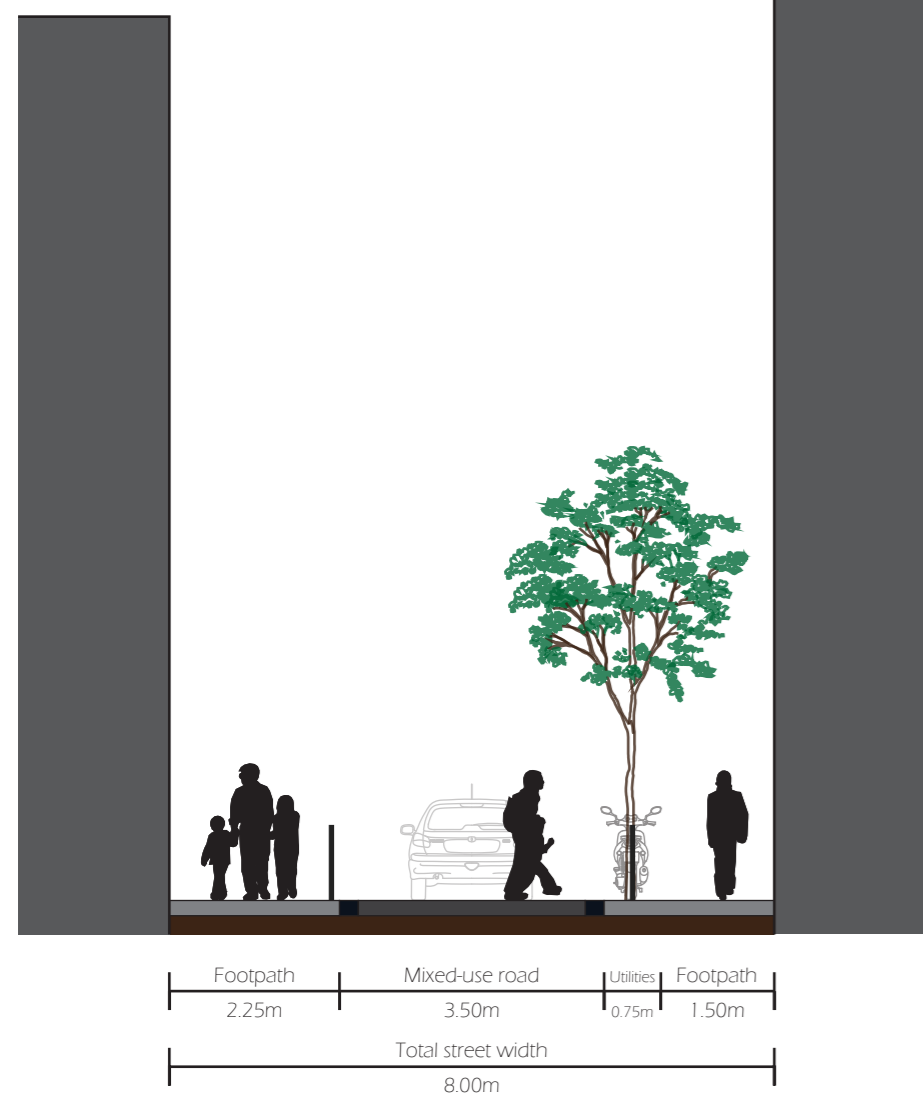 Footpath Mixed-use road Utilities Footpath
2.25m 3.50m 0.75m 1.50m
Total street width
8.00m